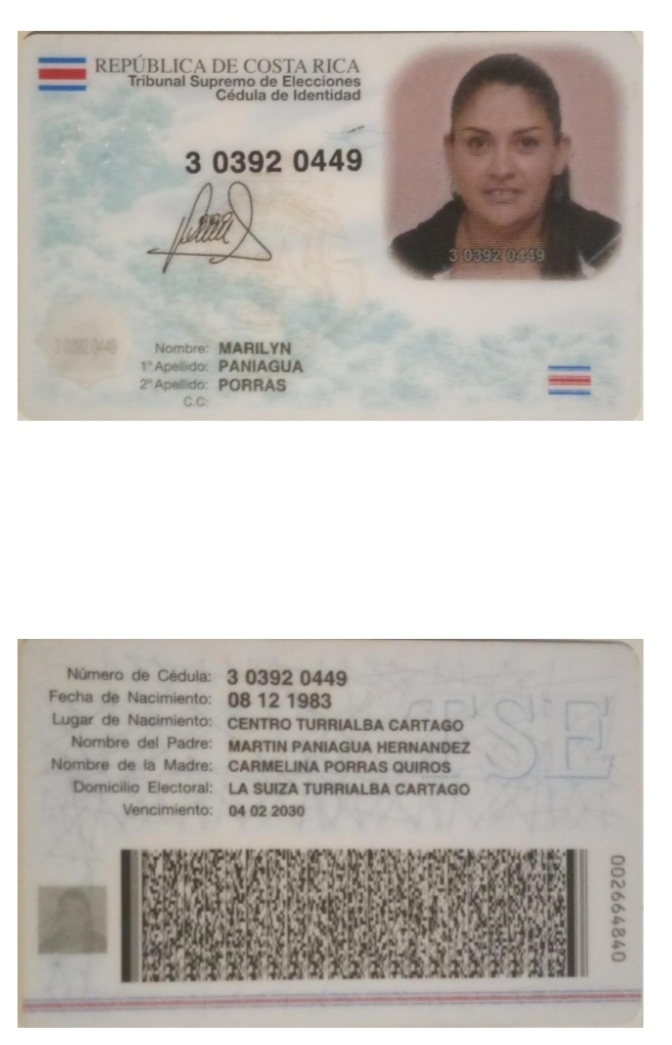 REPÚBLICA DE COSTA RICA
Tribunal Supremo de Elecciones
Cédula de Identidad
3 0392 0449
3 0392 0449
3 0392 0449
Nombre: MARILYN
1° Apellido: PANIAGUA
2° Apellido: PORRAS
C.C:
TSE
Número de Cédula: 3 0392 0449
Fecha de Nacimiento: 08 12 1983
Lugar de Nacimiento: CENTRO TURRIALBA CARTAGO
Nombre del Padre: MARTIN PANIAGUA HERNANDEZ
Nombre de la Madre: CARMELINA PORRAS QUIROS
Domicilio Electoral: LA SUIZA TURRIALBA CARTAGO
Vencimiento: 04 02 2030
002664840